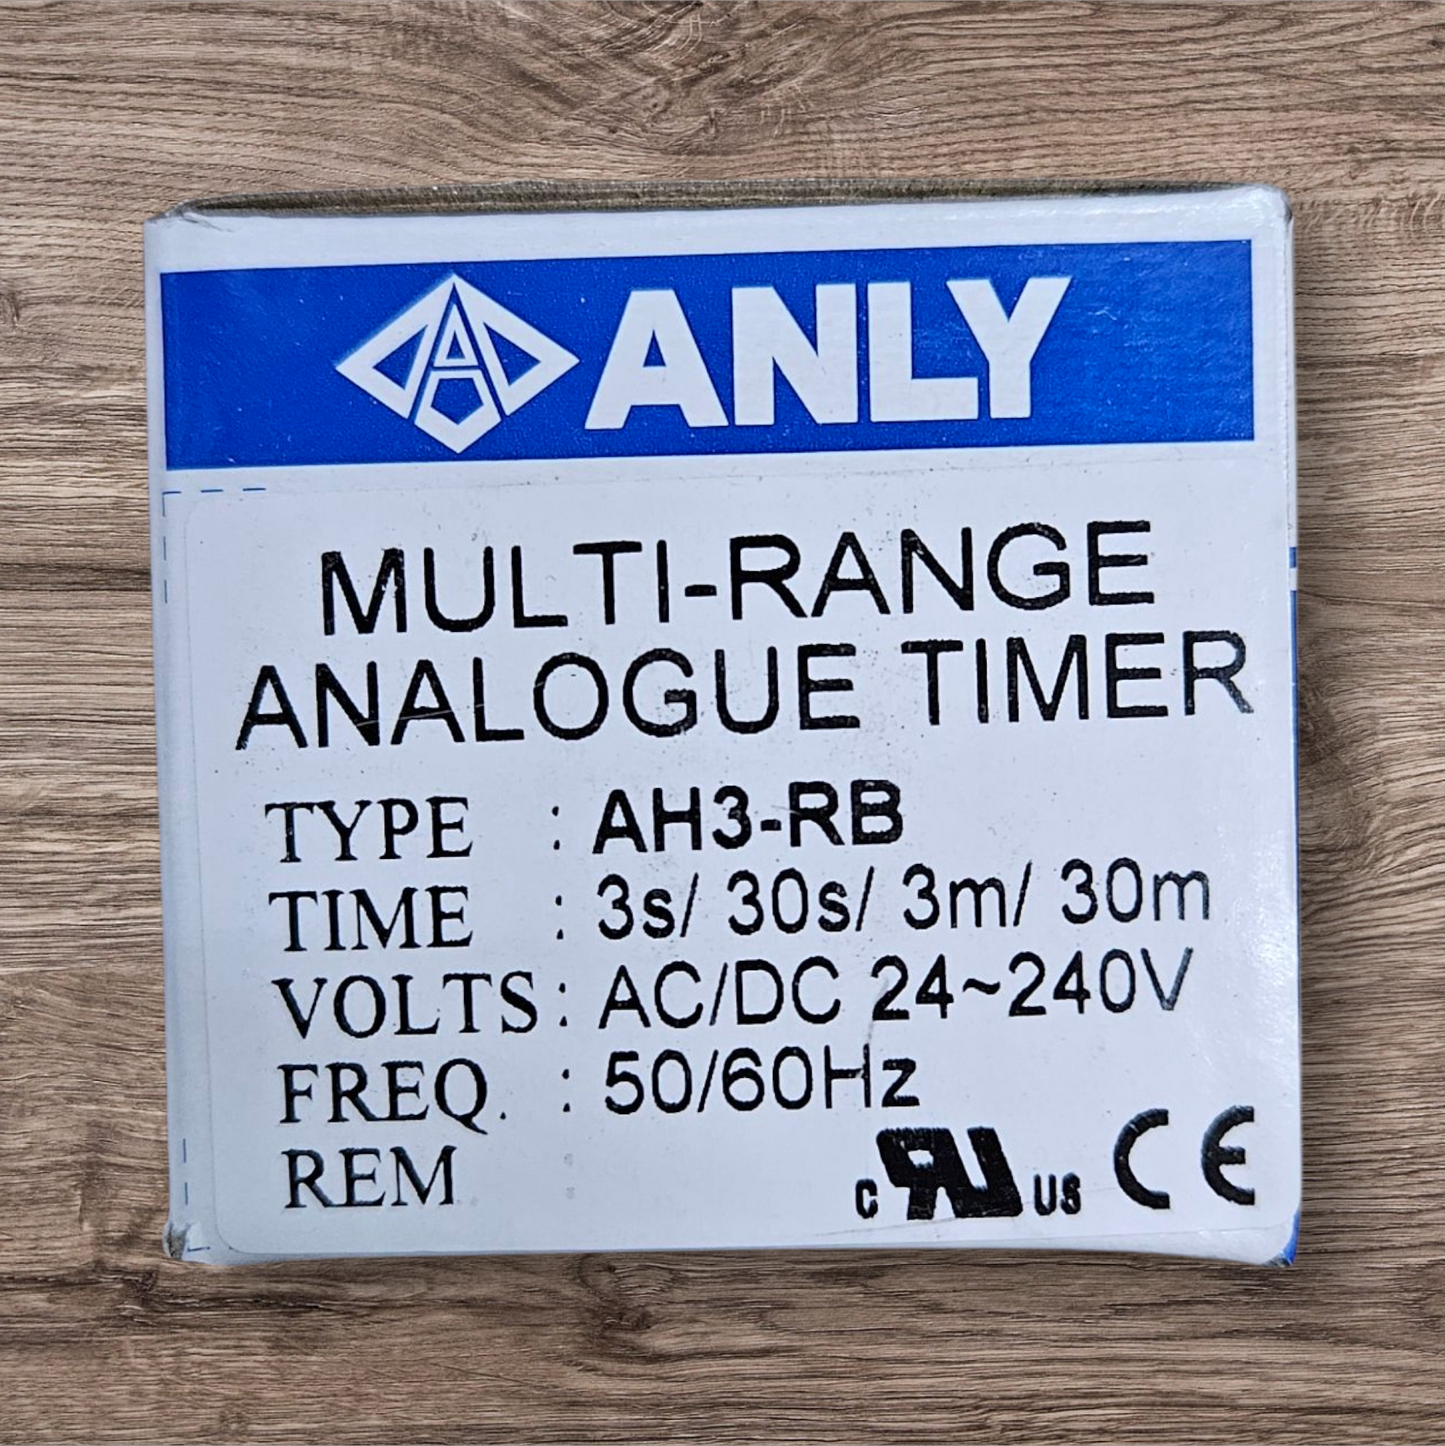 ANLY
MULTI-RANGE
ANALOGUE TIMER
TYPE : AH3-RB
TIME : 3s/ 30s/ 3m/ 30m
VOLTS : AC/DC 24~240V
FREQ. : 50/60Hz
REM
c RU US CE